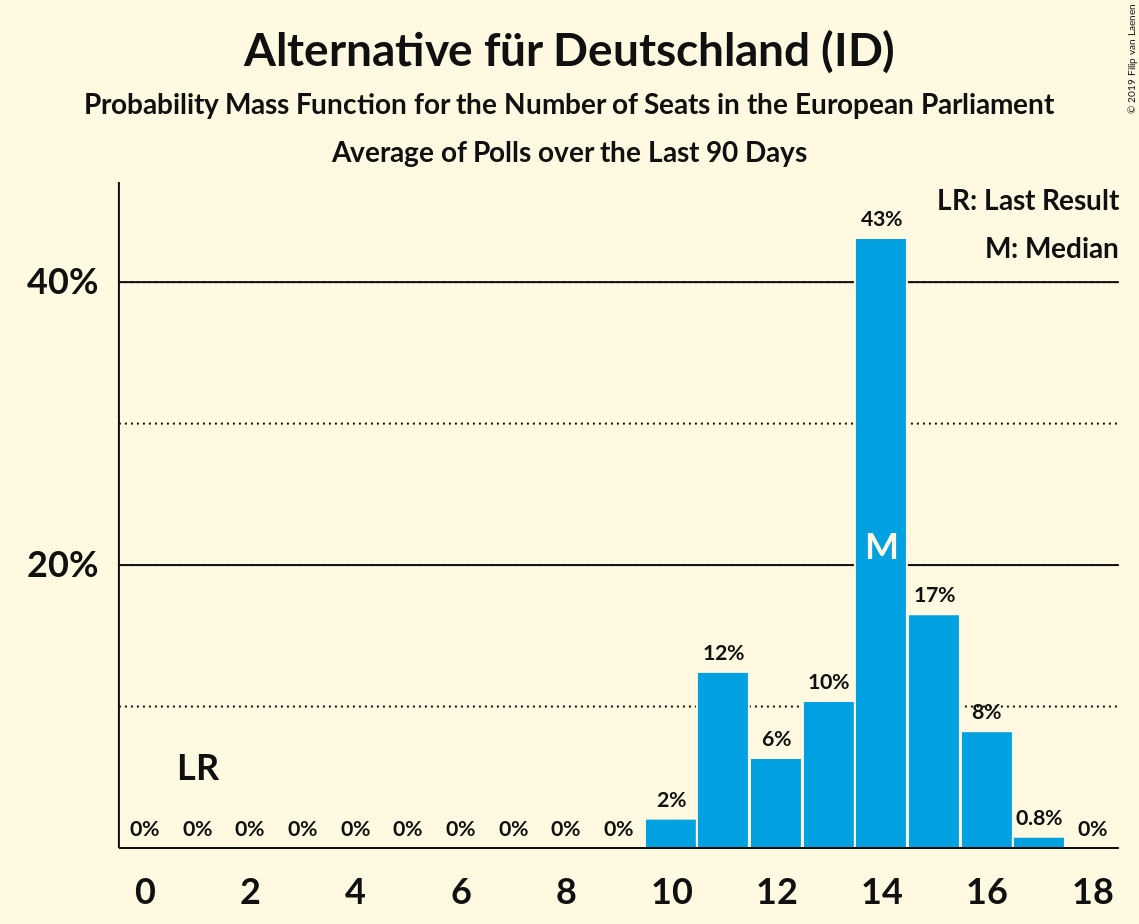 Alternative für Deutschland (ID)
Probability Mass Function for the Number of Seats in the European Parliament
Average of Polls over the Last 90 Days
© 2019 Filip van Laenen
LR: Last Result
M: Median
43%
40%
M
20%
17%
12%
10%
8%
6%
LR
2%
0.8%
0% 0% 0% 0% 0% 0% 0% 0% 0% 0% 0%
0 2 4 6 8 10 12 14 16 18